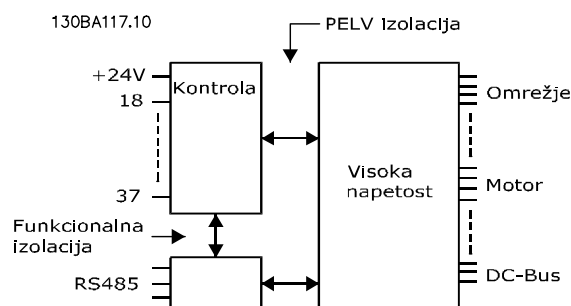 130BA117.10
PELV izolacija
+24V
Kontrola
18
Omrežje
Visoka
napetost
37
Motor
Funkcionalna
izolacija
RS485
DC-Bus